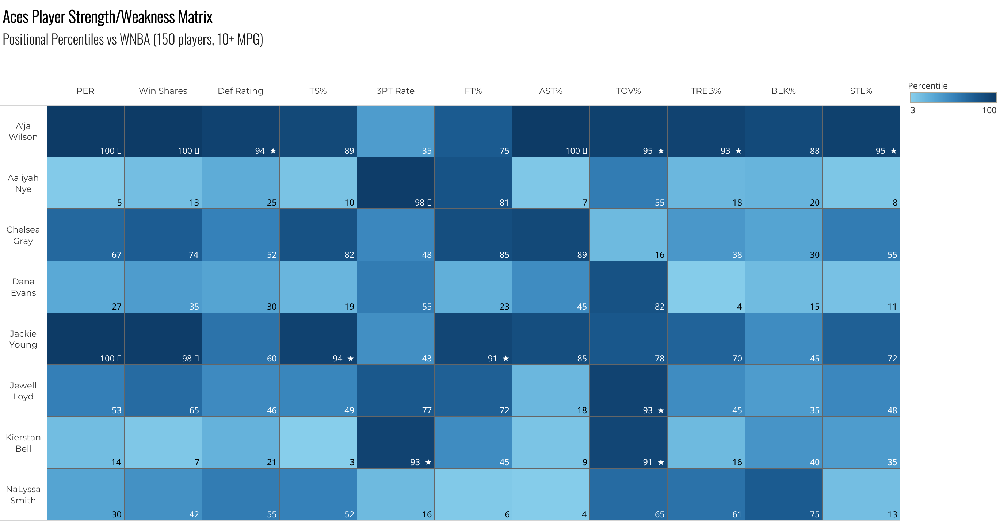 Aces Player Strength/Weakness Matrix
Positional Percentiles vs WNBA (150 players, 10+ MPG)
PER Win Shares Def Rating TS% 3PT Rate FT% AST% TOV% TREB% BLK% STL%
Percentile
3 100
A'ja
Wilson
100 ▯ 100 ▯ 94 ★ 89 35 75 100 ▯ 95 ★ 93 ★ 88 95 ★
Aaliyah
Nye
5 13 25 10 98 ▯ 81 7 55 18 20 8
Chelsea
Gray
67 74 52 82 48 85 89 16 38 30 55
Dana
Evans
27 35 30 19 55 23 45 82 4 15 11
Jackie
Young
100 ▯ 98 ▯ 60 94 ★ 43 91 ★ 85 78 70 45 72
Jewell
Loyd
53 65 46 49 77 72 18 93 ★ 45 35 48
Kierstan
Bell
14 7 21 3 93 ★ 45 9 91 ★ 16 40 35
NaLyssa
Smith
30 42 55 52 16 6 4 65 61 75 13